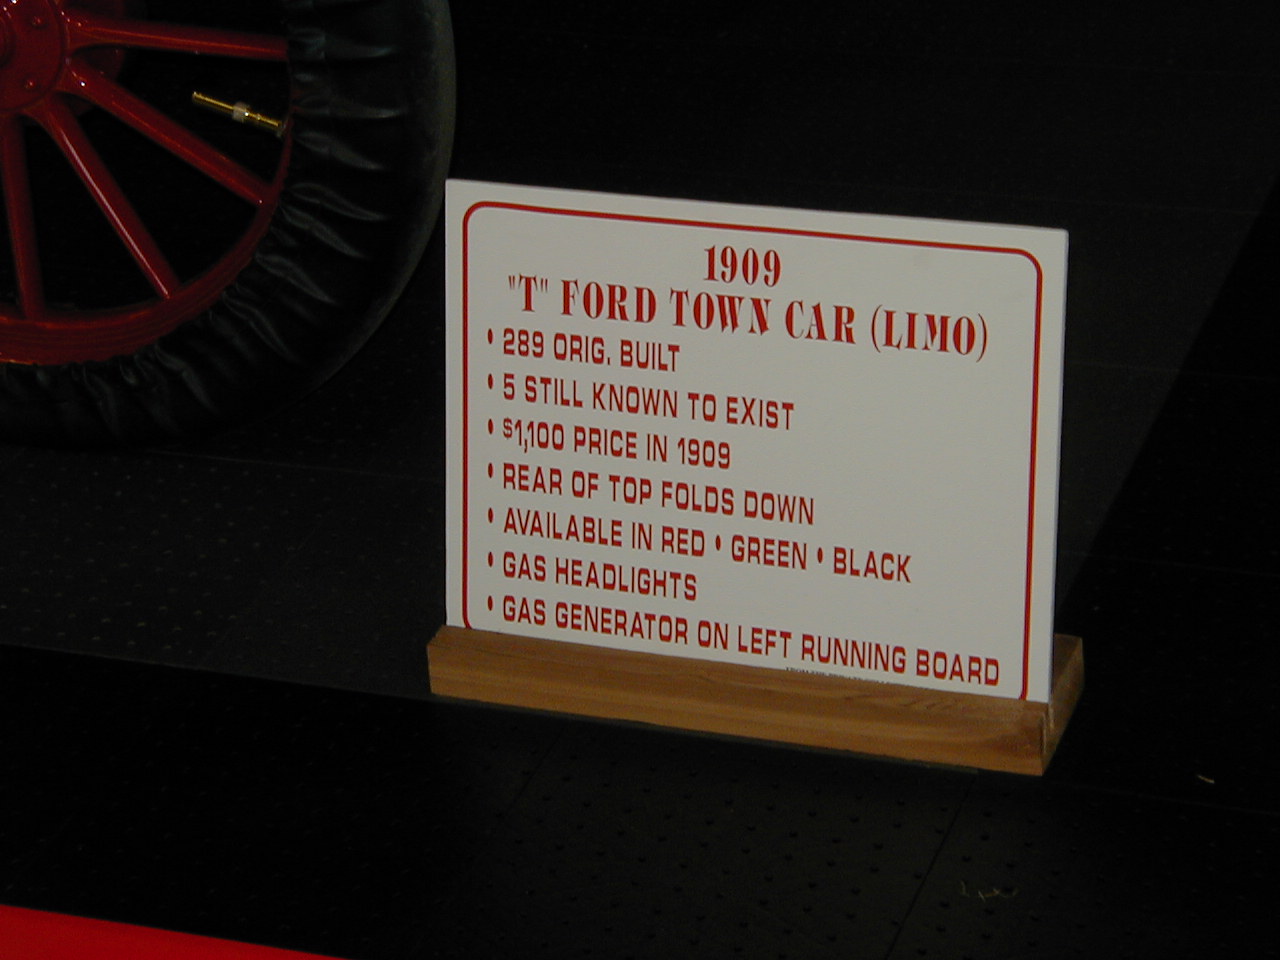 1909
"T" FORD TOWN CAR (LIMO)
• 289 ORIG. BUILT
• 5 STILL KNOWN TO EXIST
• $1,100 PRICE IN 1909
• REAR OF TOP FOLDS DOWN
• AVAILABLE IN RED • GREEN • BLACK
• GAS HEADLIGHTS
• GAS GENERATOR ON LEFT RUNNING BOARD